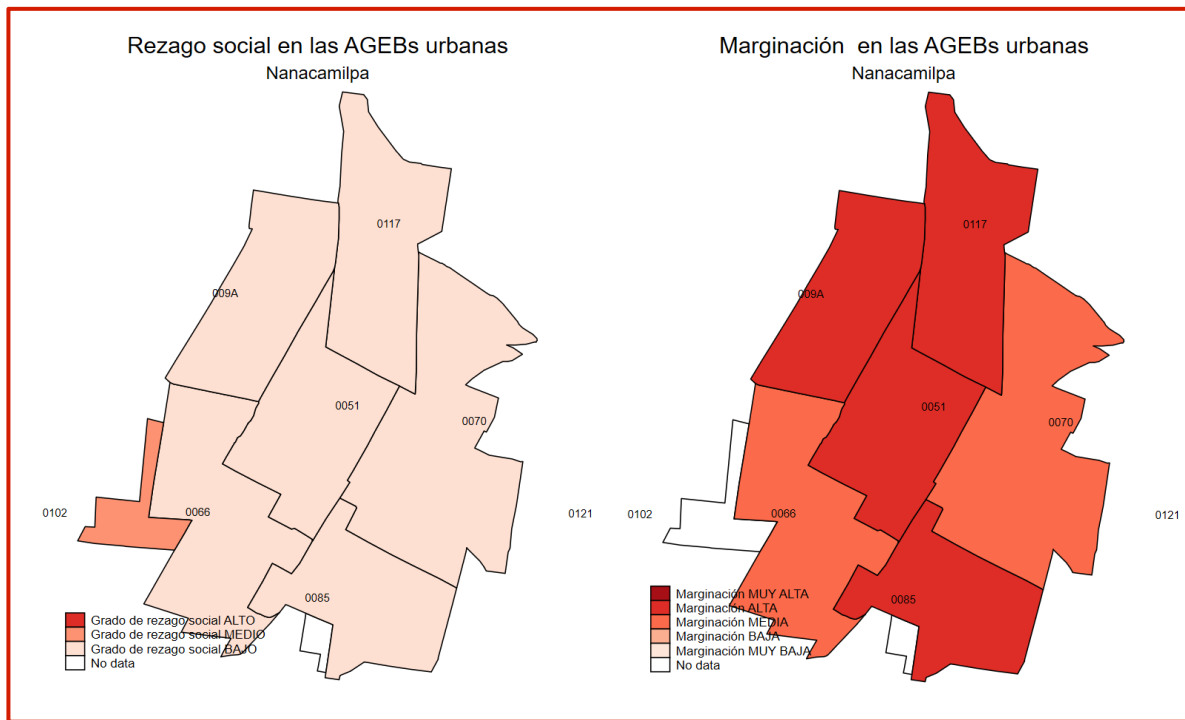 Rezago social en las AGEBs urbanas
Nanacamilpa
0117
009A
0051
0070
0102
0066
0121
0085
Grado de rezago social ALTO
Grado de rezago social MEDIO
Grado de rezago social BAJO
No data
Marginación  en las AGEBs urbanas
Nanacamilpa
0117
009A
0051
0070
0102
0066
0121
0085
Marginación MUY ALTA
Marginación ALTA
Marginación MEDIA
Marginación BAJA
Marginación MUY BAJA
No data